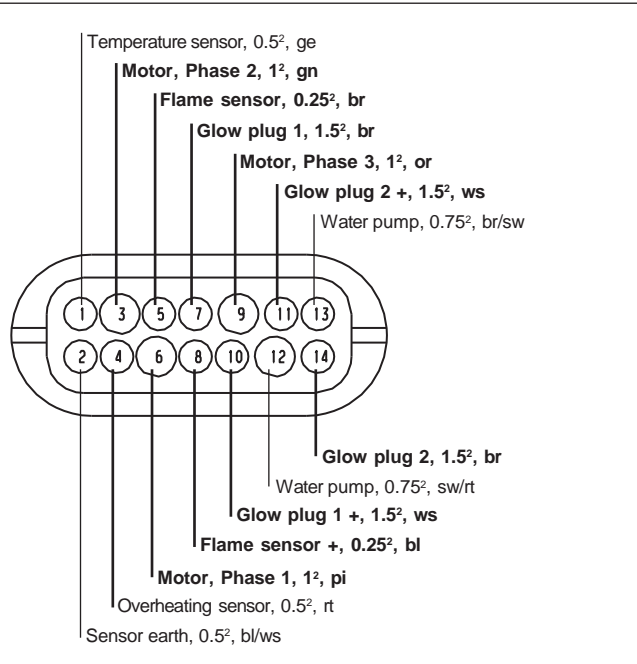 Temperature sensor, 0.5², ge
Motor, Phase 2, 1², gn
Flame sensor, 0.25², br
Glow plug 1, 1.5², br
Motor, Phase 3, 1², or
Glow plug 2 +, 1.5², ws
Water pump, 0.75², br/sw
1 3 5 7 9 11 13
2 4 6 8 10 12 14
Glow plug 2, 1.5², br
Water pump, 0.75², sw/rt
Glow plug 1 +, 1.5², ws
Flame sensor +, 0.25², bl
Motor, Phase 1, 1², pi
Overheating sensor, 0.5², rt
Sensor earth, 0.5², bl/ws